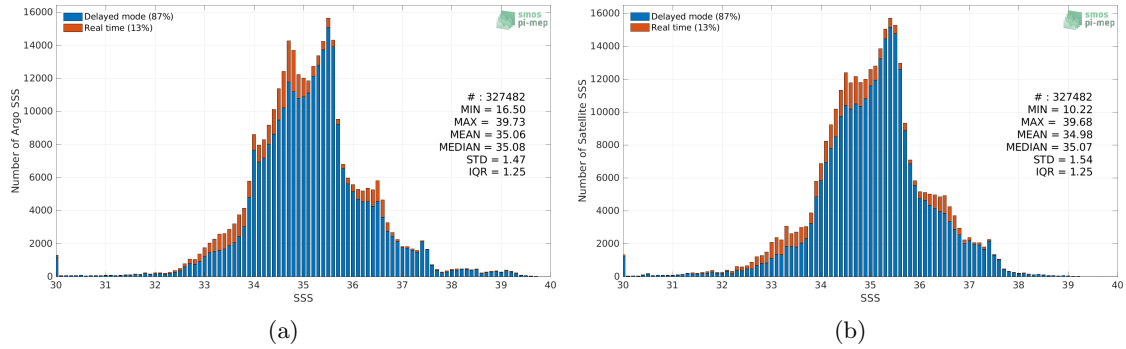 Delayed mode (87%)
Real time (13%)
smos
pi-mep
16000
14000
12000
10000
8000
6000
4000
2000
0
Number of Argo SSS
# : 327482
MIN = 16.50
MAX = 39.73
MEAN = 35.06
MEDIAN = 35.08
STD = 1.47
IQR = 1.25
30 31 32 33 34 35 36 37 38 39 40
SSS
(a)
Delayed mode (87%)
Real time (13%)
smos
pi-mep
16000
14000
12000
10000
8000
6000
4000
2000
0
Number of Satellite SSS
# : 327482
MIN = 10.22
MAX = 39.68
MEAN = 34.98
MEDIAN = 35.07
STD = 1.54
IQR = 1.25
30 31 32 33 34 35 36 37 38 39 40
SSS
(b)